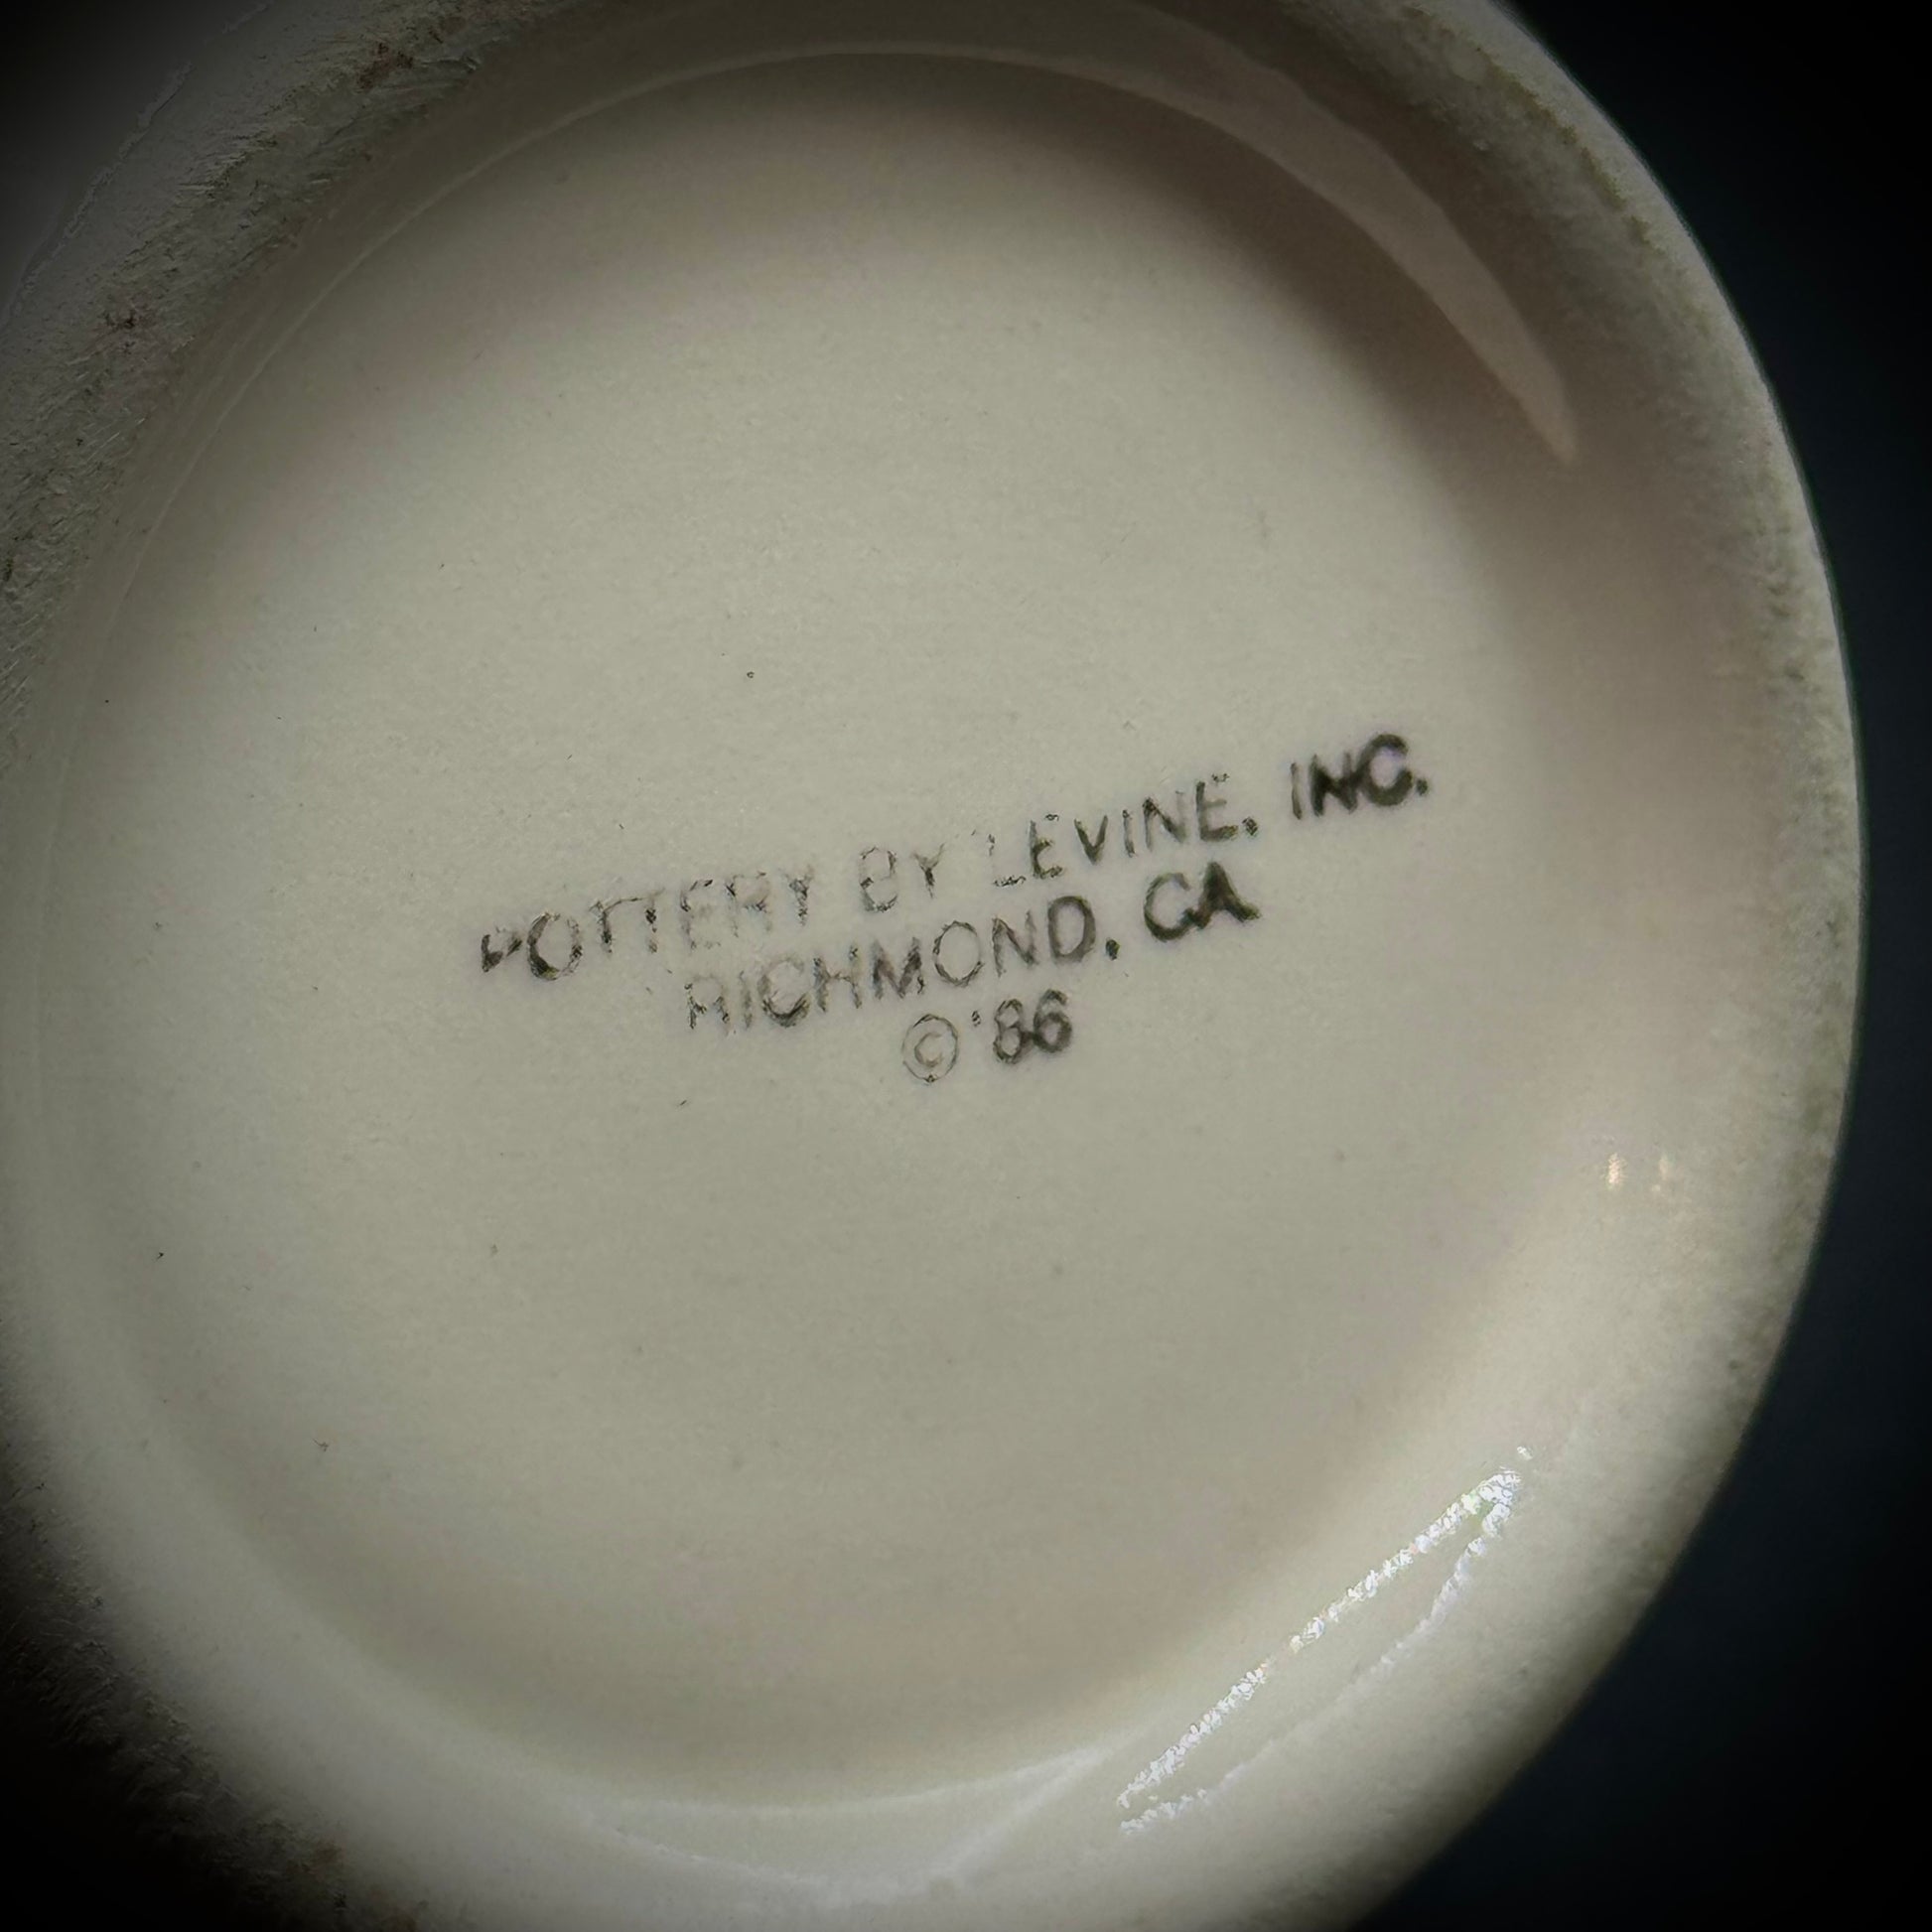 POTTERY BY LEVINE, INC.
RICHMOND, CA
© '86